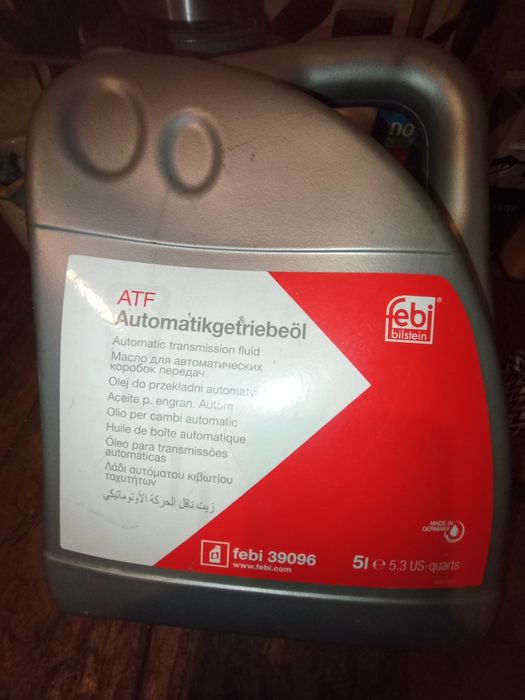 no
ATF
Automatikgetriebeöl
febi®
bilstein
Automatic transmission fluid
Масло для автоматических
коробок передач
Olej do przekładni automaty
Aceite p. engran. Autom
Olio per cambi automatic
Huile de boîte automatique
Óleo para transmissões
automáticas
Λάδι αυτόματου κιβωτίου
ταχυτήτων
زيت ناقل الحركة الأوتوماتيكي
MADE IN
GERMANY
febi 39096
www.febi.com
5l ℮ 5.3 US-quarts